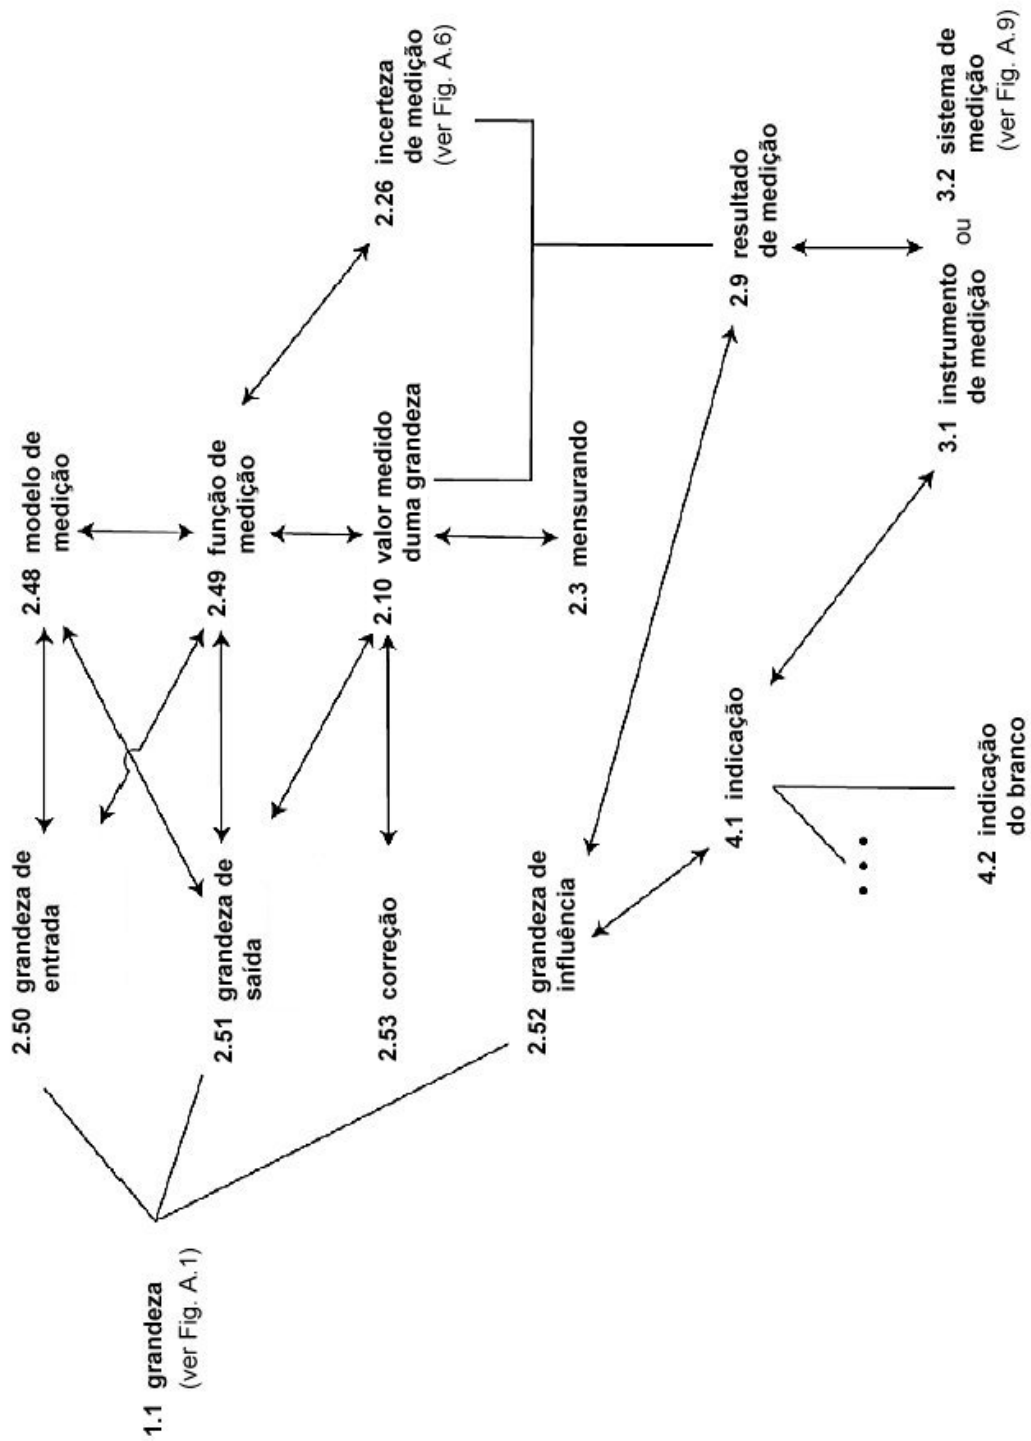 1.1 grandeza
(ver Fig. A.1)
2.50 grandeza de
entrada
2.51 grandeza de
saída
2.53 correção
2.52 grandeza de
influência
2.48 modelo de
medição
2.49 função de
medição
2.10 valor medido
duma grandeza
2.3 mensurando
2.26 incerteza
de medição
(ver Fig. A.6)
2.9 resultado
de medição
4.1 indicação
4.2 indicação
do branco
3.1 instrumento
de medição
ou
3.2 sistema de
medição
(ver Fig. A.9)